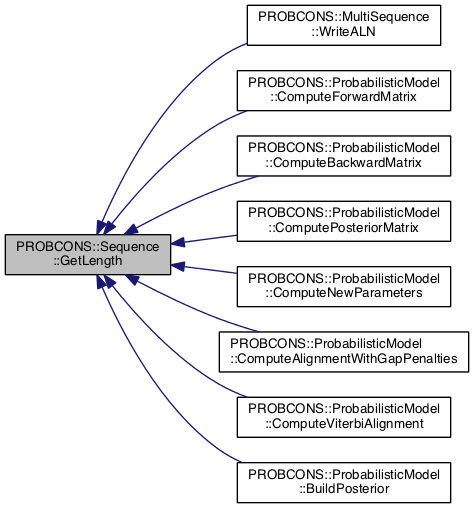 PROBCONS::MultiSequence
::WriteALN
PROBCONS::ProbabilisticModel
::ComputeForwardMatrix
PROBCONS::ProbabilisticModel
::ComputeBackwardMatrix
PROBCONS::ProbabilisticModel
::ComputePosteriorMatrix
PROBCONS::Sequence
::GetLength
PROBCONS::ProbabilisticModel
::ComputeNewParameters
PROBCONS::ProbabilisticModel
::ComputeAlignmentWithGapPenalties
PROBCONS::ProbabilisticModel
::ComputeViterbiAlignment
PROBCONS::ProbabilisticModel
::BuildPosterior